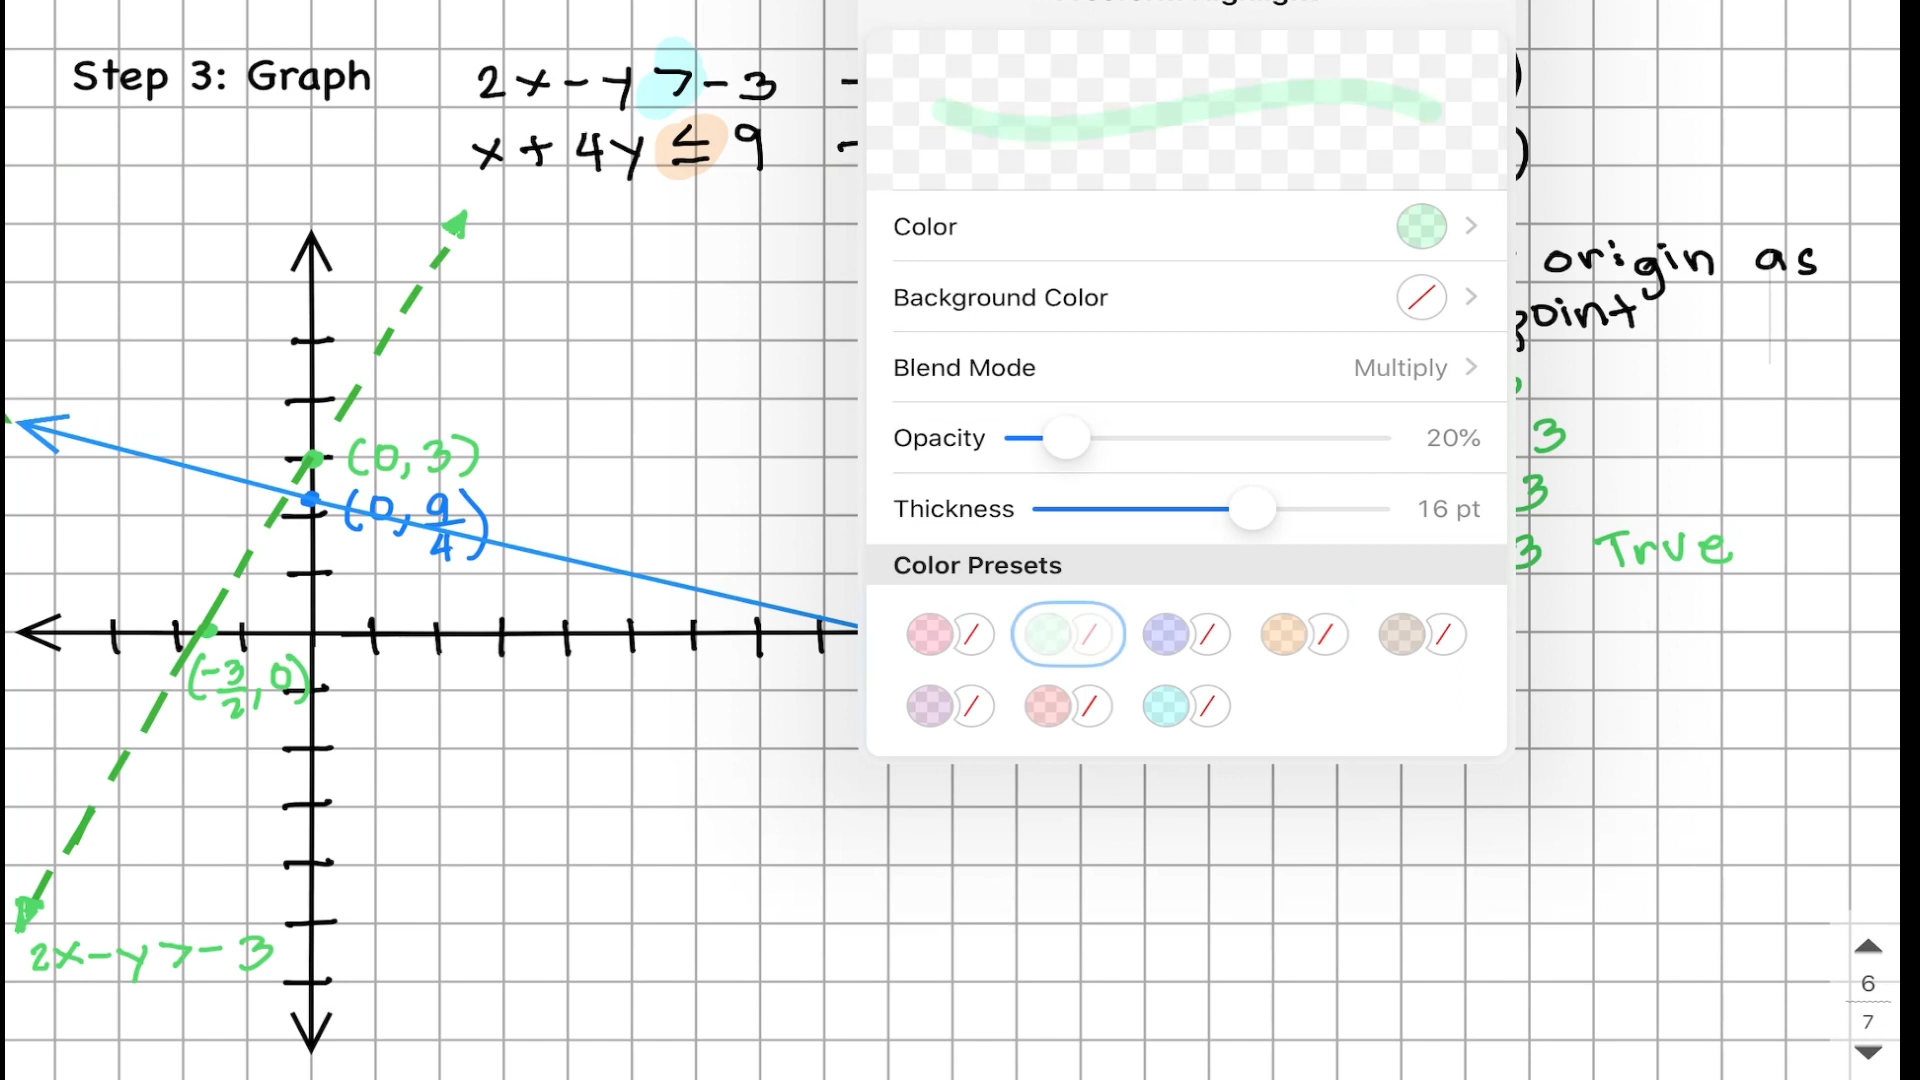 Step 3: Graph
2x - y > - 3 -
x + 4y ≤ 9 -
Color
Background Color
Blend Mode Multiply
Opacity 20%
Thickness 16 pt
Color Presets
origin as
point
3
3
3 True
(0, 3)
(0, 9/4)
(-3/2, 0)
2x - y > - 3
6
7